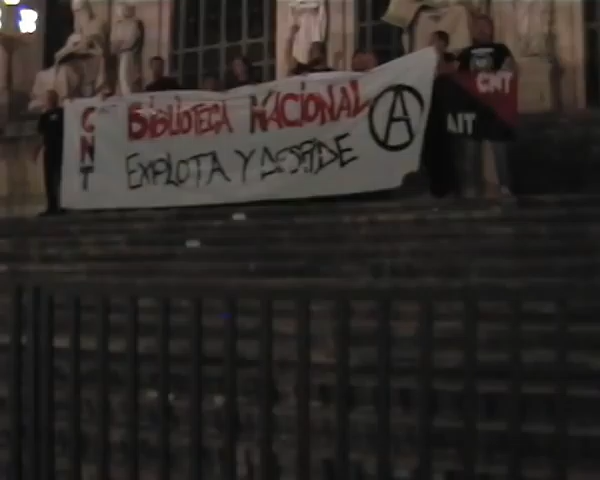 CNT
BIBLIOTECA NACIONAL
EXPLOTA Y DESPIDE
CNT
AIT